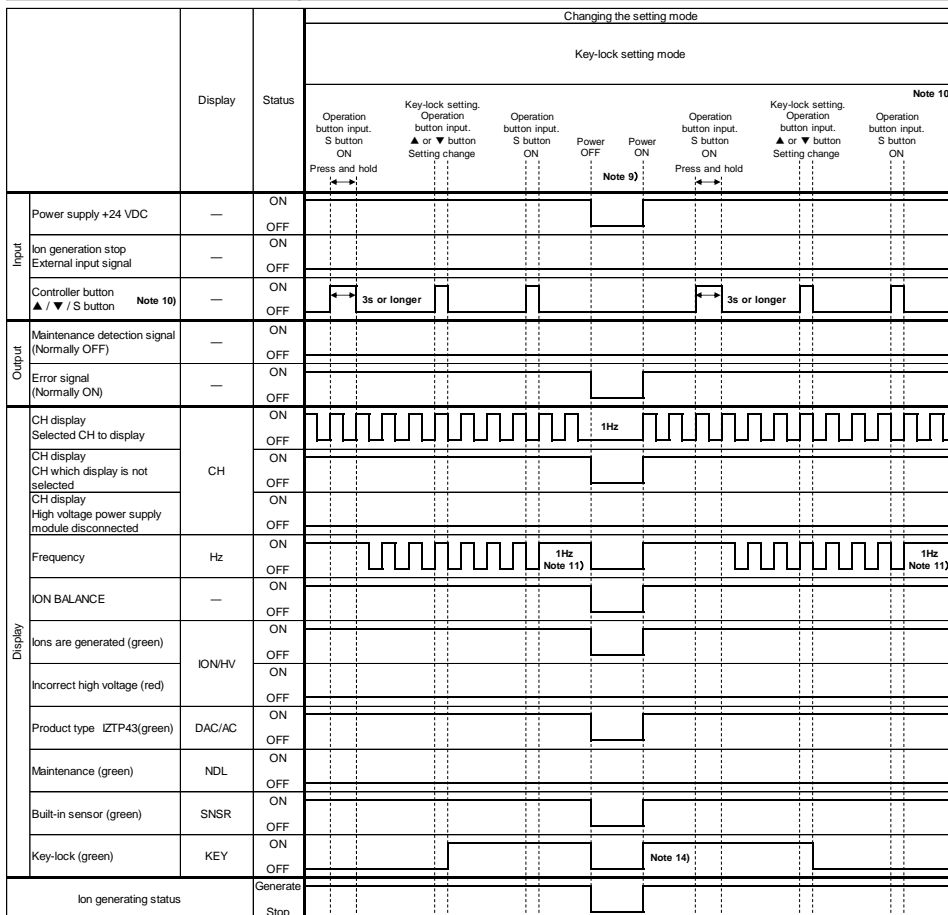 Changing the setting mode
Key-lock setting mode
Display
Status
Note 10
Operation
button input.
S button
ON
Press and hold
Key-lock setting.
Operation
button input.
▲ or ▼ button
Setting change
Operation
button input.
S button
ON
Power
OFF
Power
ON
Note 9)
Operation
button input.
S button
ON
Press and hold
Key-lock setting.
Operation
button input.
▲ or ▼ button
Setting change
Operation
button input.
S button
ON
Input
Power supply +24 VDC
—
ON
OFF
Ion generation stop
External input signal
—
ON
OFF
Controller button
▲ / ▼ / S button
Note 10)
—
ON
OFF
3s or longer
3s or longer
Output
Maintenance detection signal
(Normally OFF)
—
ON
OFF
Error signal
(Normally ON)
—
ON
OFF
Display
CH display
Selected CH to display
ON
OFF
1Hz
CH display
CH which display is not
selected
CH
ON
OFF
CH display
High voltage power supply
module disconnected
ON
OFF
Frequency
Hz
ON
OFF
1Hz
Note 11)
1Hz
Note 11)
ION BALANCE
—
ON
OFF
Ions are generated (green)
ION/HV
ON
OFF
Incorrect high voltage (red)
ON
OFF
Product type IZTP43(green)
DAC/AC
ON
OFF
Maintenance (green)
NDL
ON
OFF
Built-in sensor (green)
SNSR
ON
OFF
Key-lock (green)
KEY
ON
OFF
Note 14)
Ion generating status
Generate
Stop